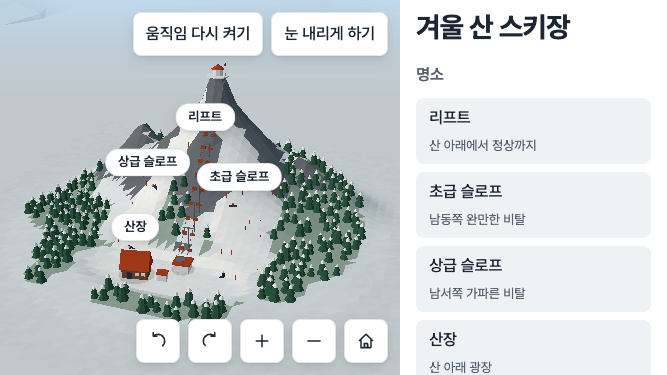 움직임 다시 켜기
눈 내리게 하기
리프트
상급 슬로프
초급 슬로프
산장
겨울 산 스키장
명소
리프트
산 아래에서 정상까지
초급 슬로프
남동쪽 완만한 비탈
상급 슬로프
남서쪽 가파른 비탈
산장
산 아래 광장